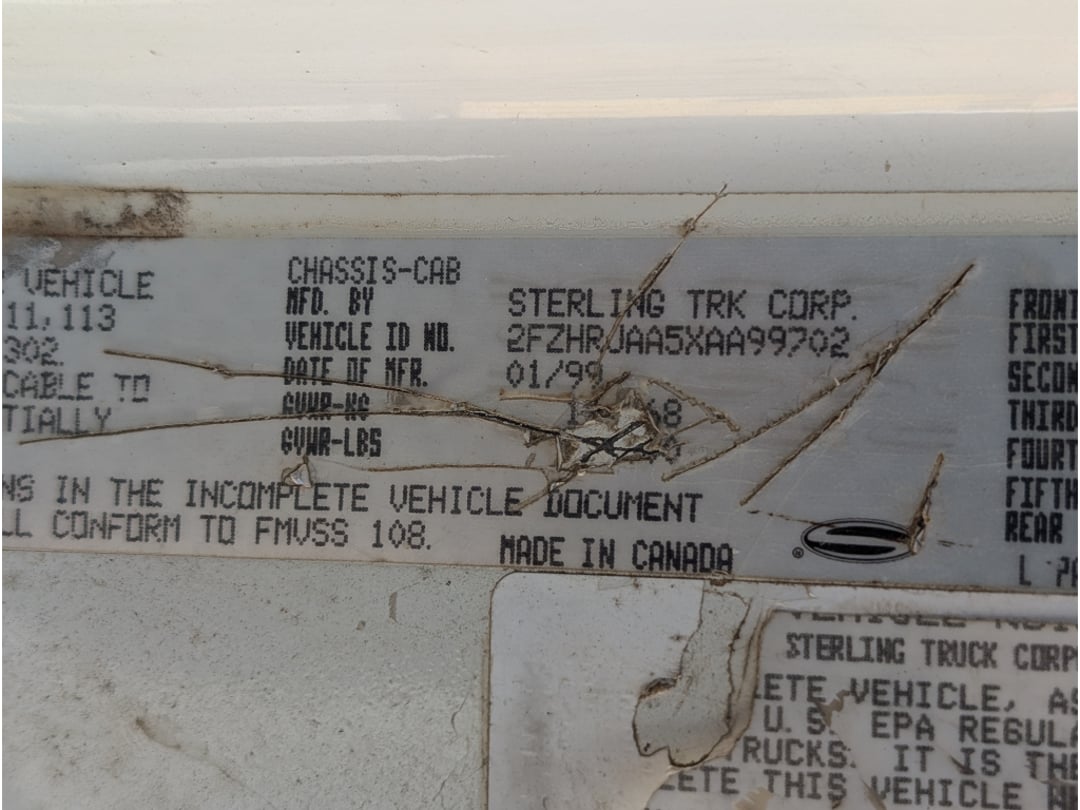 VEHICLE
11,113
302.
CABLE TO
TIALLY
CHASSIS-CAB
MFD. BY STERLING TRK CORP.
VEHICLE ID NO. 2FZHRJAA5XAA99702
DATE OF MFR. 01/99
GVWR-KG
GVWR-LBS
NS IN THE INCOMPLETE VEHICLE DOCUMENT
LL CONFORM TO FMVSS 108.
MADE IN CANADA
®
FRONT
FIRST
SECON
THIRD
FOURT
FIFTH
REAR
L PA
STERLING TRUCK CORP
LETE VEHICLE, AS
U.S. EPA REGULA
TRUCKS. IT IS THE
LETE THIS VEHICLE